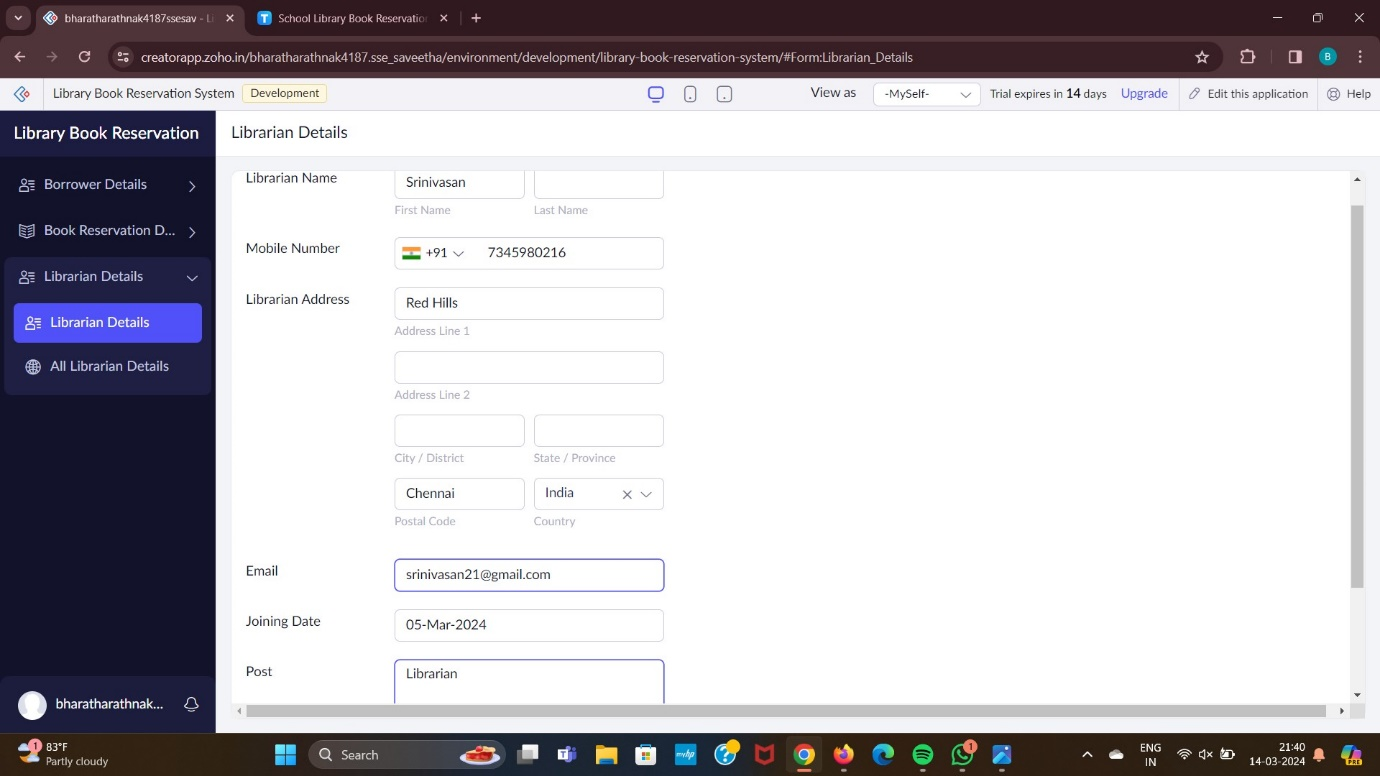 bharatharathnak4187ssesav - Li
School Library Book Reservation
creatorapp.zoho.in/bharatharathnak4187.sse_saveetha/environment/development/library-book-reservation-system/#Form:Librarian_Details
B
Library Book Reservation System
Development
View as
-MySelf-
Trial expires in 14 days
Upgrade
Edit this application
Help
Library Book Reservation
Borrower Details
Book Reservation D...
Librarian Details
Librarian Details
All Librarian Details
bharatharathnak...
Librarian Details
Librarian Name
Srinivasan
First Name
Last Name
Mobile Number
+91
7345980216
Librarian Address
Red Hills
Address Line 1
Address Line 2
City / District
State / Province
Chennai
India
Postal Code
Country
Email
srinivasan21@gmail.com
Joining Date
05-Mar-2024
Post
Librarian
1
83°F
Partly cloudy
Search
1
ENG
IN
21:40
14-03-2024
PRE